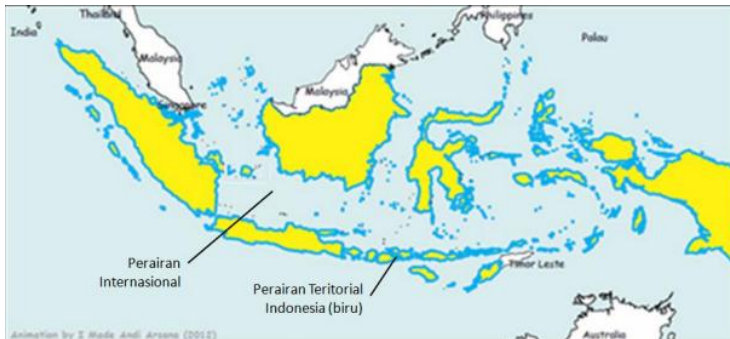 Thailand
Philippines
India
Palau
Malaysia
Malaysia
Singapore
Perairan
Internasional
Perairan Teritorial
Indonesia (biru)
Timor Leste
Animation by I Made Andi Arsana (2012)
Australia